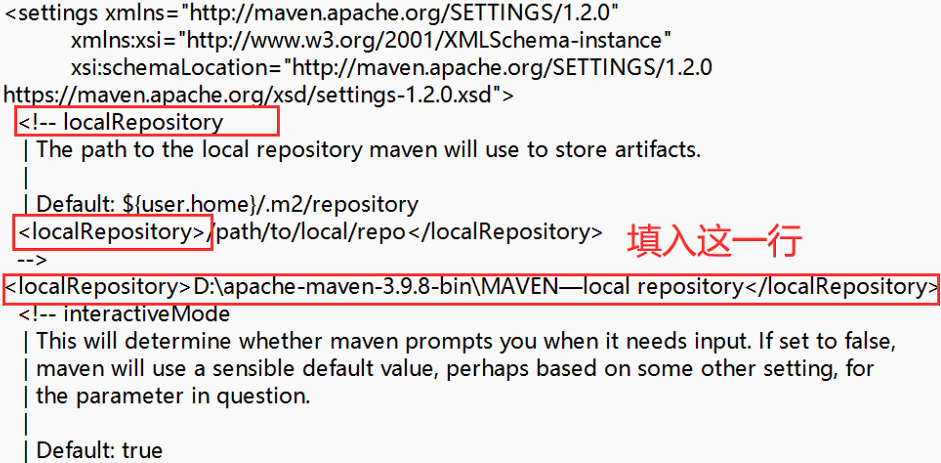 <settings xmlns="http://maven.apache.org/SETTINGS/1.2.0"
xmlns:xsi="http://www.w3.org/2001/XMLSchema-instance"
xsi:schemaLocation="http://maven.apache.org/SETTINGS/1.2.0
https://maven.apache.org/xsd/settings-1.2.0.xsd">
<!-- localRepository
| The path to the local repository maven will use to store artifacts.
|
| Default: ${user.home}/.m2/repository
<localRepository>/path/to/local/repo</localRepository>
填入这一行
-->
<localRepository>D:\apache-maven-3.9.8-bin\MAVEN—local repository</localRepository>
<!-- interactiveMode
| This will determine whether maven prompts you when it needs input. If set to false,
| maven will use a sensible default value, perhaps based on some other setting, for
| the parameter in question.
|
| Default: true